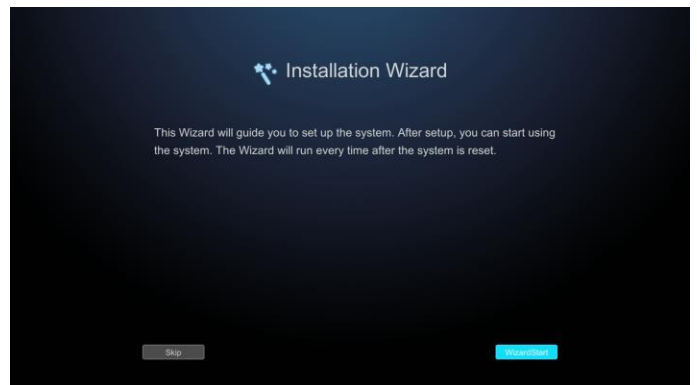 Installation Wizard
This Wizard will guide you to set up the system. After setup, you can start using
the system. The Wizard will run every time after the system is reset.
Skip
WizardStart